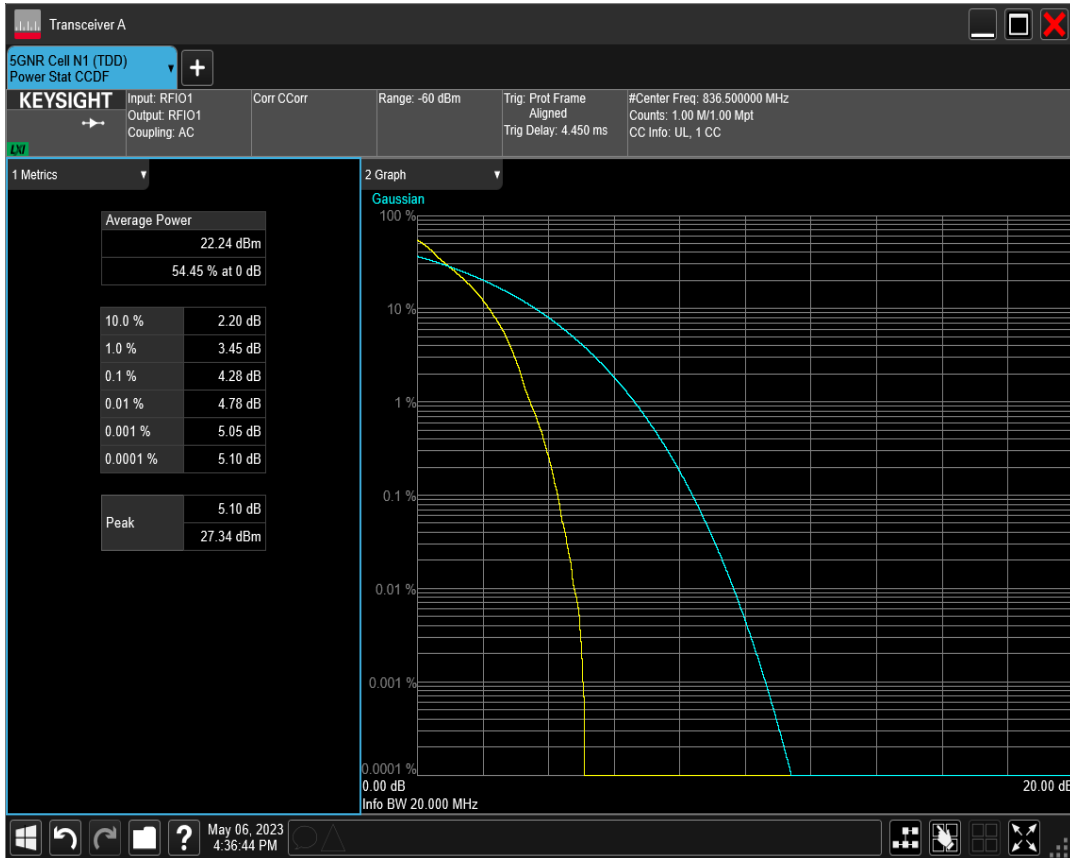 Transceiver A
5GNR Cell N1 (TDD)
Power Stat CCDF
KEYSIGHT
LXI
Input: RFIO1
Output: RFIO1
Coupling: AC
Corr CCorr
Range: -60 dBm
Trig: Prot Frame
Aligned
Trig Delay: 4.450 ms
#Center Freq: 836.500000 MHz
Counts: 1.00 M/1.00 Mpt
CC Info: UL, 1 CC
1 Metrics
Average Power
22.24 dBm
54.45 % at 0 dB
10.0 % 2.20 dB
1.0 % 3.45 dB
0.1 % 4.28 dB
0.01 % 4.78 dB
0.001 % 5.05 dB
0.0001 % 5.10 dB
Peak 5.10 dB
27.34 dBm
2 Graph
Gaussian
100 %
10 %
1 %
0.1 %
0.01 %
0.001 %
0.0001 %
0.00 dB 20.00 dB
Info BW 20.000 MHz
May 06, 2023
4:36:44 PM